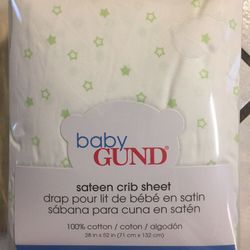 baby
GUND®
sateen crib sheet
drap pour lit de bébé en satin
sábana para cuna en satén
100% cotton / coton / algodón
28 in x 52 in (71 cm x 132 cm)